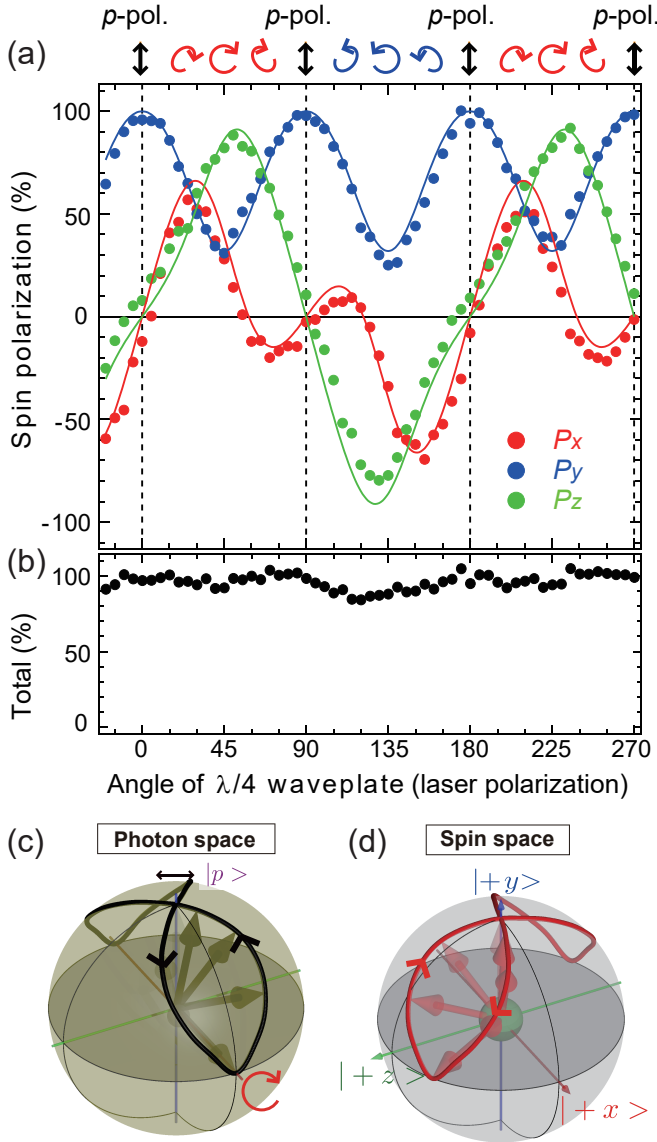 p-pol. p-pol. p-pol. p-pol.
(a)
100
50
0
-50
-100
Spin polarization (%)
Px
Py
Pz
(b)
100
50
0
Total (%)
0 45 90 135 180 225 270
Angle of λ/4 waveplate (laser polarization)
(c) Photon space
|p >
(d) Spin space
|+ y>
| + z >
| + x >